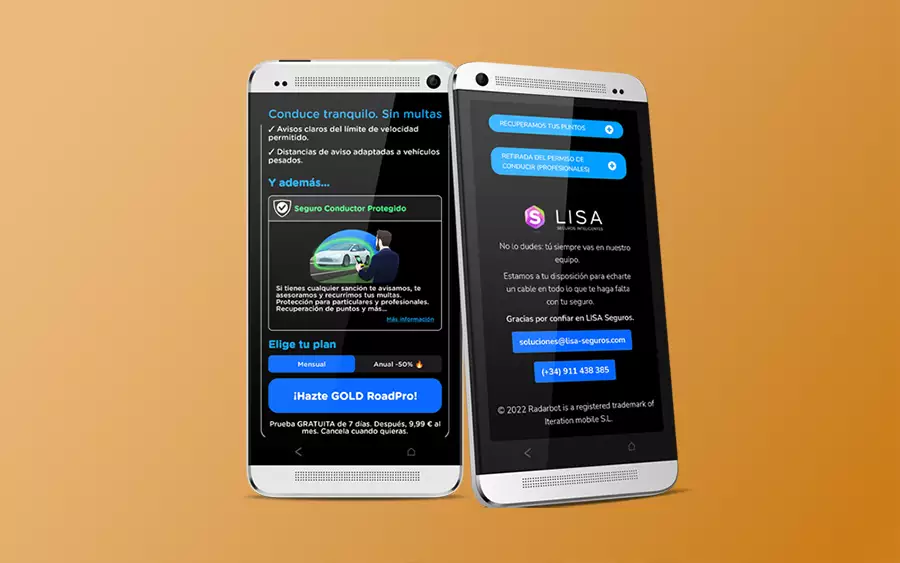 Conduce tranquilo. Sin multas
✓ Avisos claros del límite de velocidad
permitido.
✓ Distancias de aviso adaptadas a vehículos
pesados.
Y además...
Seguro Conductor Protegido
Si tienes cualquier sanción te avisamos, te
asesoramos y recurrimos tus multas.
Protección para particulares y profesionales.
Recuperación de puntos y más...
Más información
Elige tu plan
Mensual
Anual -50% 🔥
¡Hazte GOLD RoadPro!
Prueba GRATUITA de 7 días. Después, 9,99 € al
mes. Cancela cuando quieras.
RECUPERAMOS TUS PUNTOS
RETIRADA DEL PERMISO DE
CONDUCIR (PROFESIONALES)
S
LISA
SEGUROS INTELIGENTES
No lo dudes: tú siempre vas en nuestro
equipo.
Estamos a tu disposición para echarte
un cable en todo lo que te haga falta
con tu seguro.
Gracias por confiar en LISA Seguros.
soluciones@lisa-seguros.com
(+34) 911 438 385
© 2022 Radarbot is a registered trademark of
Iteration mobile S.L.